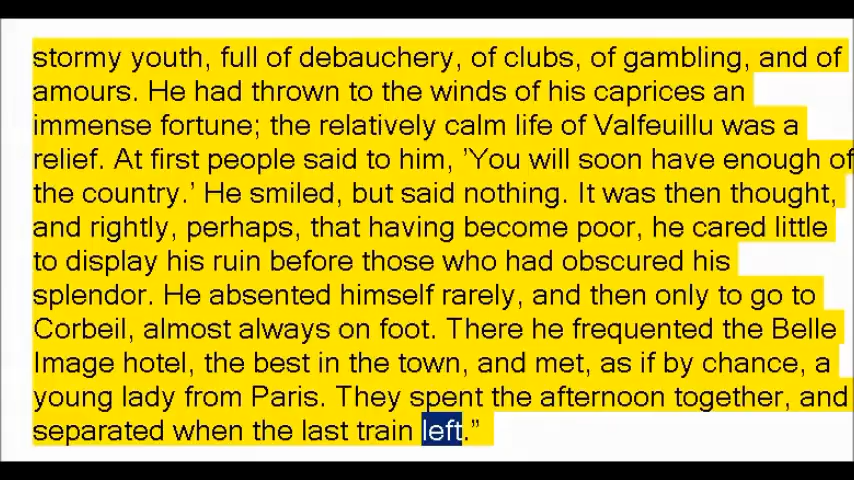 stormy youth, full of debauchery, of clubs, of gambling, and of
amours. He had thrown to the winds of his caprices an
immense fortune; the relatively calm life of Valfeuillu was a
relief. At first people said to him, 'You will soon have enough of
the country.' He smiled, but said nothing. It was then thought,
and rightly, perhaps, that having become poor, he cared little
to display his ruin before those who had obscured his
splendor. He absented himself rarely, and then only to go to
Corbeil, almost always on foot. There he frequented the Belle
Image hotel, the best in the town, and met, as if by chance, a
young lady from Paris. They spent the afternoon together, and
separated when the last train left.”